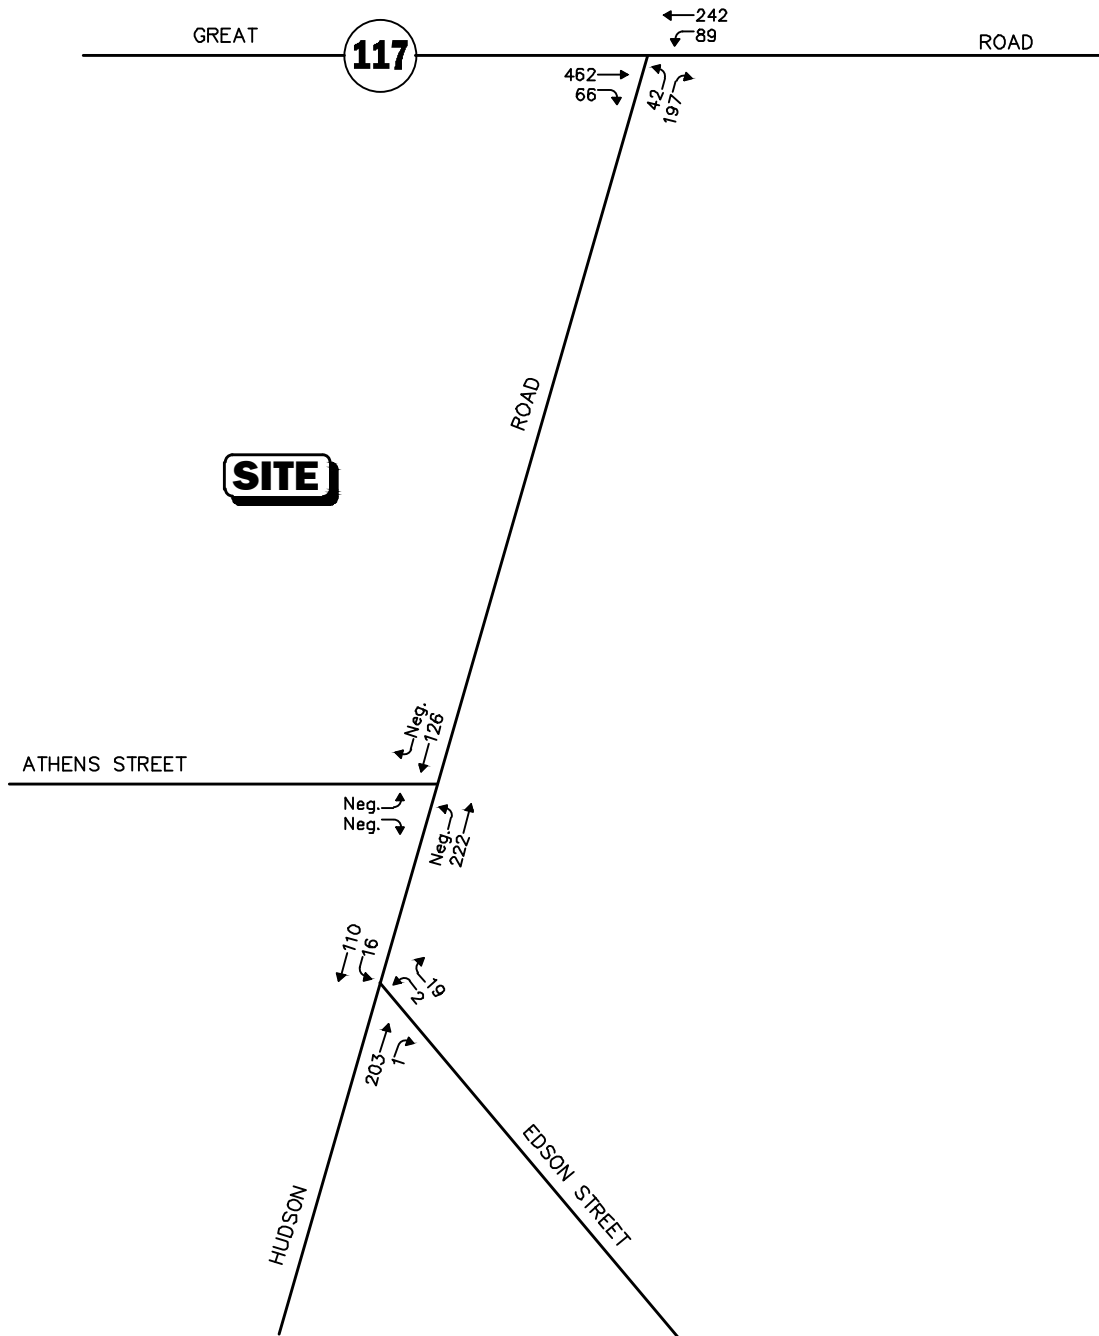 242
GREAT
117
89
ROAD
462
66
42
197
ROAD
SITE
Neg.
126
ATHENS STREET
Neg.
Neg.
Neg.
222
110
16
19
2
203
1
EDSON STREET
HUDSON